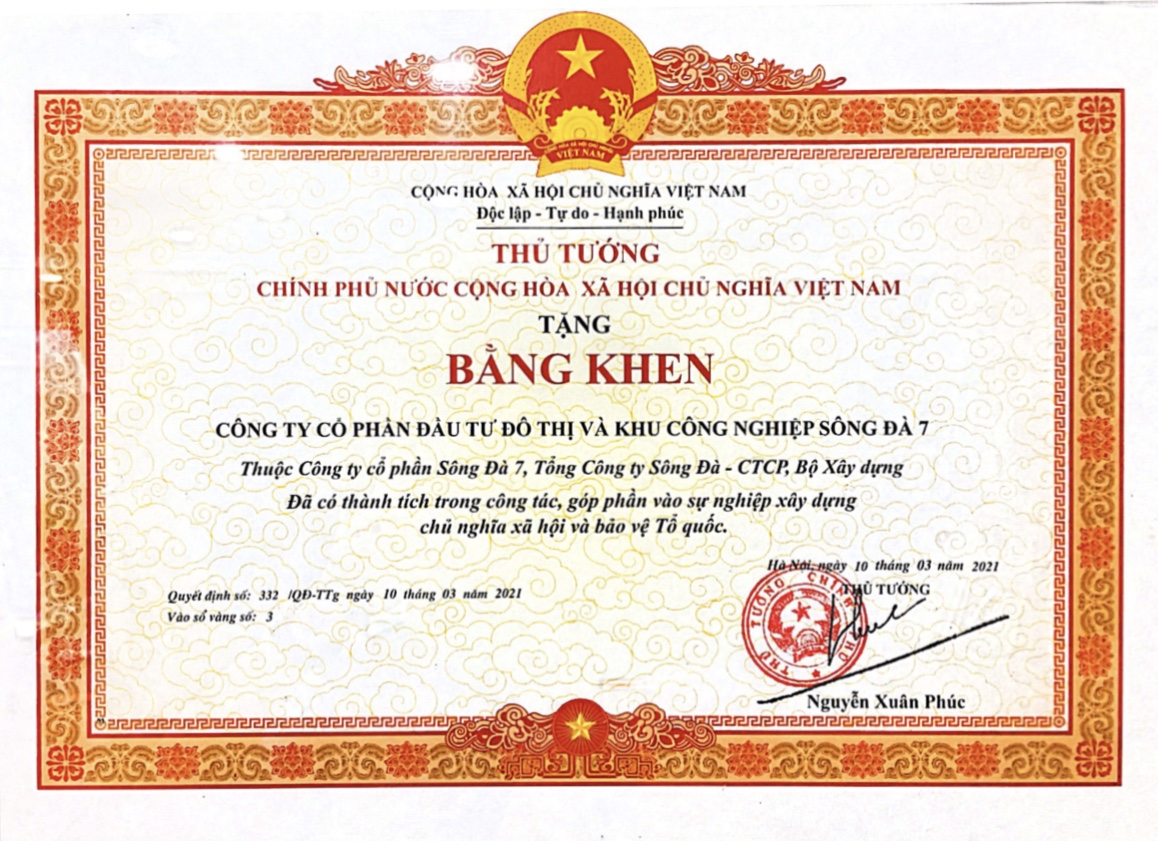 VIỆT NAM
CỘNG HÒA XÃ HỘI CHỦ NGHĨA VIỆT NAM
Độc lập - Tự do - Hạnh phúc
THỦ TƯỚNG
CHÍNH PHỦ NƯỚC CỘNG HÒA XÃ HỘI CHỦ NGHĨA VIỆT NAM
TẶNG
BẰNG KHEN
CÔNG TY CỔ PHẦN ĐẦU TƯ ĐÔ THỊ VÀ KHU CÔNG NGHIỆP SÔNG ĐÀ 7
Thuộc Công ty cổ phần Sông Đà 7, Tổng Công ty Sông Đà - CTCP, Bộ Xây dựng
Đã có thành tích trong công tác, góp phần vào sự nghiệp xây dựng
chủ nghĩa xã hội và bảo vệ Tổ quốc.
Hà Nội, ngày 10 tháng 03 năm 2021
Quyết định số: 332 /QĐ-TTg ngày 10 tháng 03 năm 2021
Vào sổ vàng số: 3
THỦ TƯỚNG
THỦ TƯỚNG CHÍNH PHỦ
Nguyễn Xuân Phúc